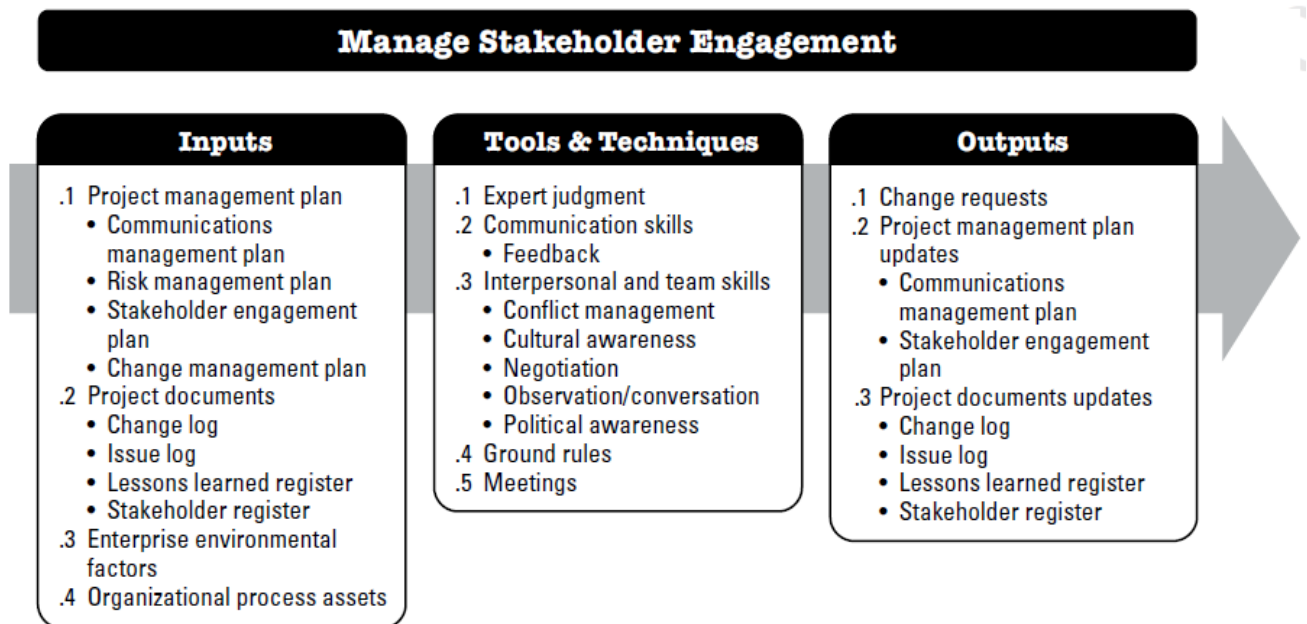 Manage Stakeholder Engagement
Inputs
.1 Project management plan
• Communications
management plan
• Risk management plan
• Stakeholder engagement
plan
• Change management plan
.2 Project documents
• Change log
• Issue log
• Lessons learned register
• Stakeholder register
.3 Enterprise environmental
factors
.4 Organizational process assets
Tools & Techniques
.1 Expert judgment
.2 Communication skills
• Feedback
.3 Interpersonal and team skills
• Conflict management
• Cultural awareness
• Negotiation
• Observation/conversation
• Political awareness
.4 Ground rules
.5 Meetings
Outputs
.1 Change requests
.2 Project management plan
updates
• Communications
management plan
• Stakeholder engagement
plan
.3 Project documents updates
• Change log
• Issue log
• Lessons learned register
• Stakeholder register